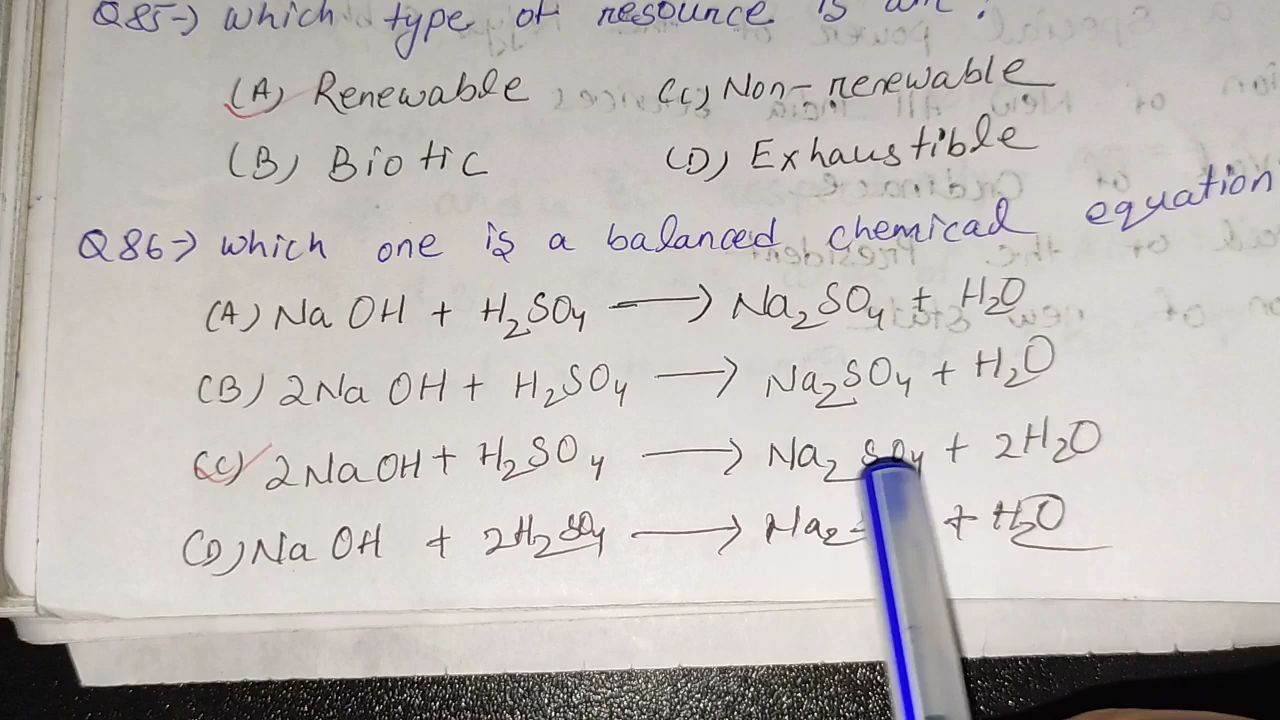 Q85→ which type of resource is
(A) Renewable (C) Non-renewable
(B) Biotic (D) Exhaustible
Q86→ which one is a balanced chemical equation
(A) NaOH + H₂SO₄ → Na₂SO₄ + H₂O
(B) 2NaOH + H₂SO₄ → Na₂SO₄ + H₂O
(C) 2NaOH + H₂SO₄ → Na₂SO₄ + 2H₂O
(D) NaOH + 2H₂SO₄ → Na₂ + H₂O